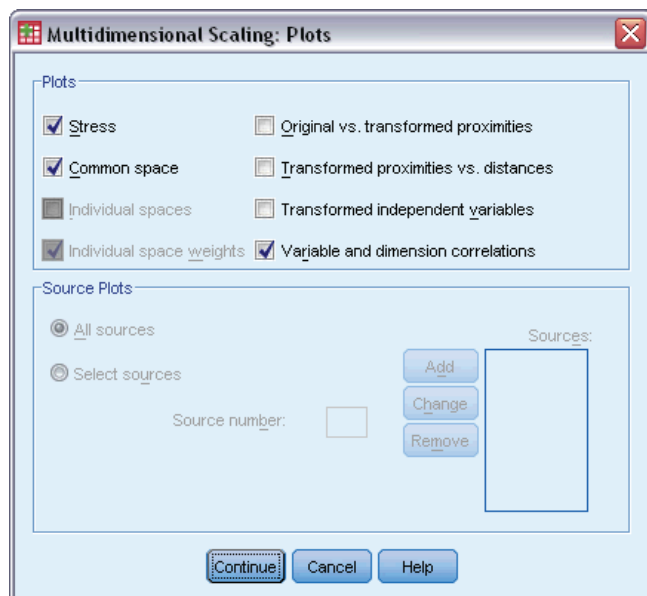 Multidimensional Scaling: Plots
Plots
Stress
Original vs. transformed proximities
Common space
Transformed proximities vs. distances
Individual spaces
Transformed independent variables
Individual space weights
Variable and dimension correlations
Source Plots
All sources
Sources:
Select sources
Add
Change
Source number:
Remove
Continue
Cancel
Help